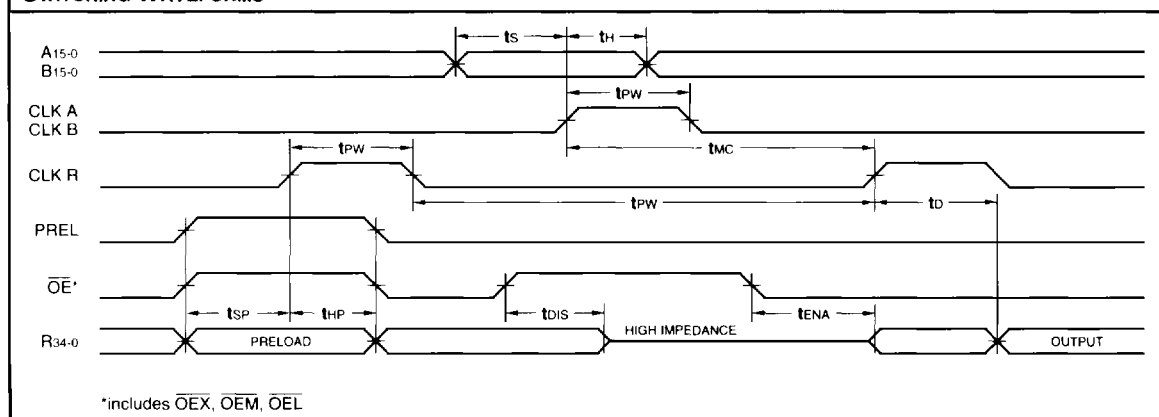 SWITCHING WAVEFORMS
tS tH
A15-0
B15-0
tPW
CLK A
CLK B
tPW tMC
CLK R
tPW tD
PREL
OE*
tSP tHP tDIS tENA
R34-0 PRELOAD HIGH IMPEDANCE OUTPUT
*includes OEX, OEM, OEL